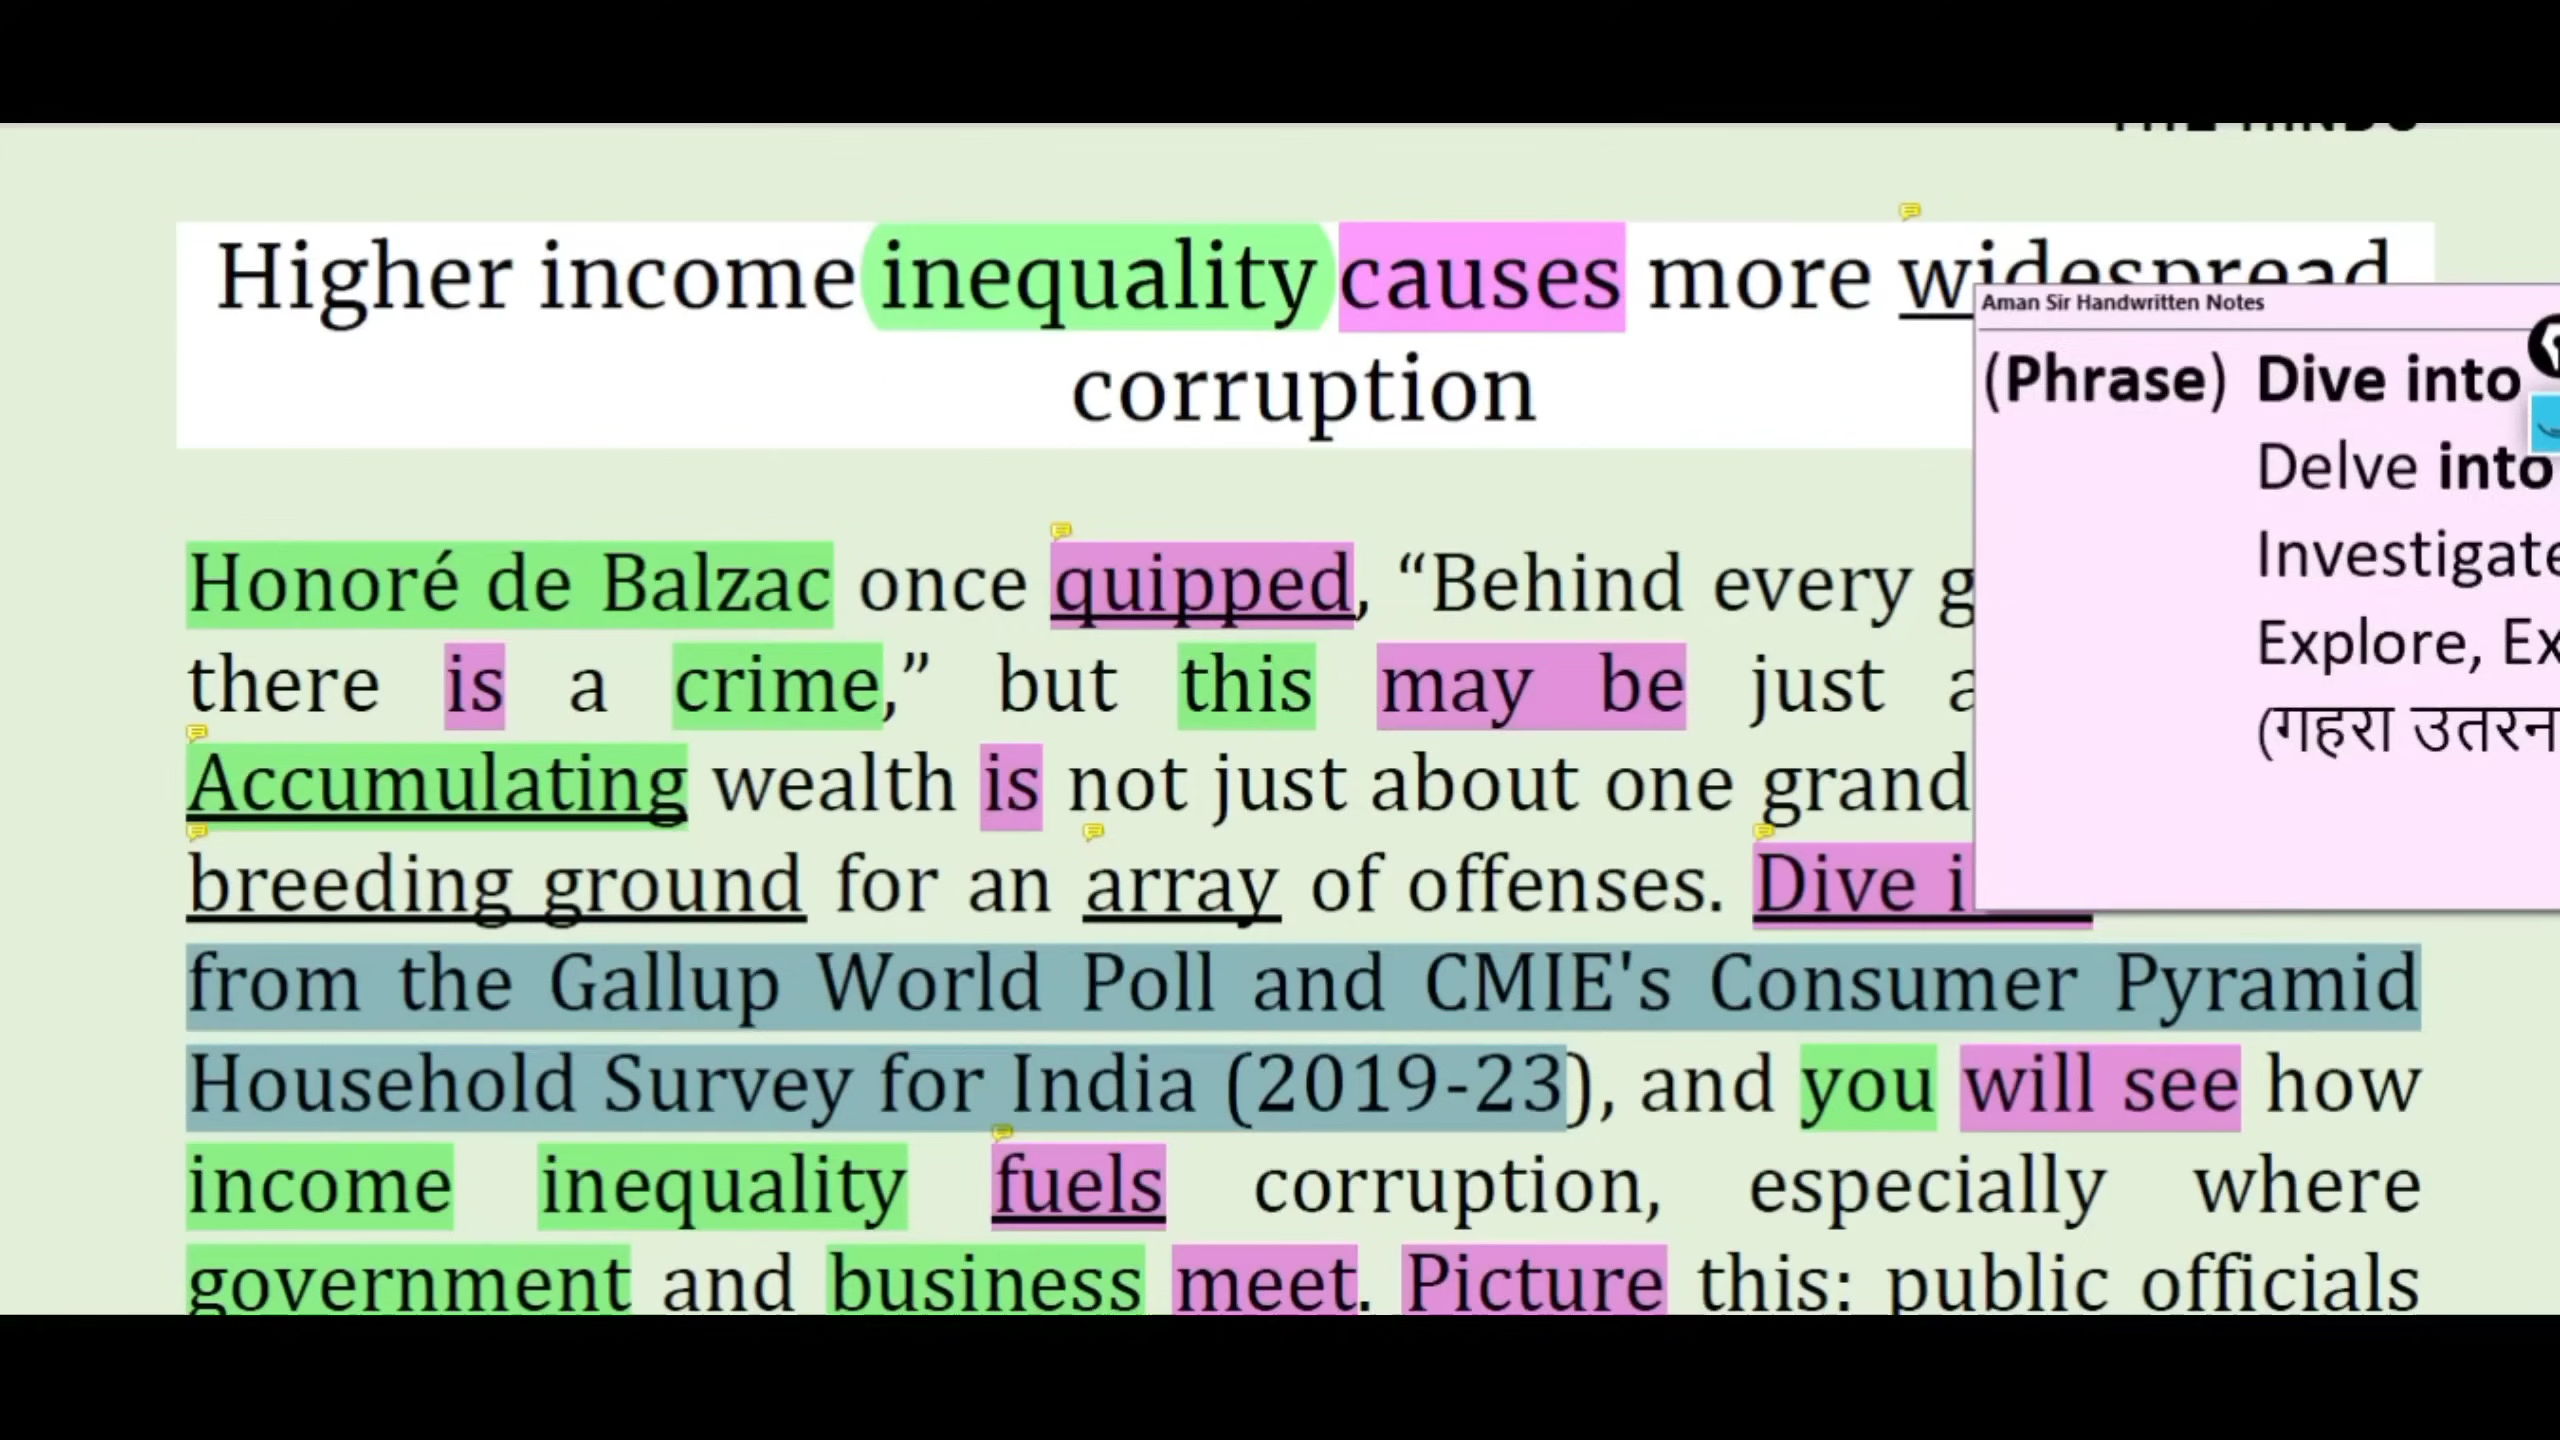 Higher income inequality causes more widespread
corruption
Aman Sir Handwritten Notes
(Phrase) Dive into
Delve into
Investigate
Explore,
(गहरा
Honoré de Balzac once quipped, “Behind every
there is a crime,” but this may be just
Accumulating wealth is not just about one grand
breeding ground for an array of offenses. Dive
from the Gallup World Poll and CMIE's Consumer Pyramid
Household Survey for India (2019-23), and you will see how
income inequality fuels corruption, especially where
government and business meet. Picture this: public officials